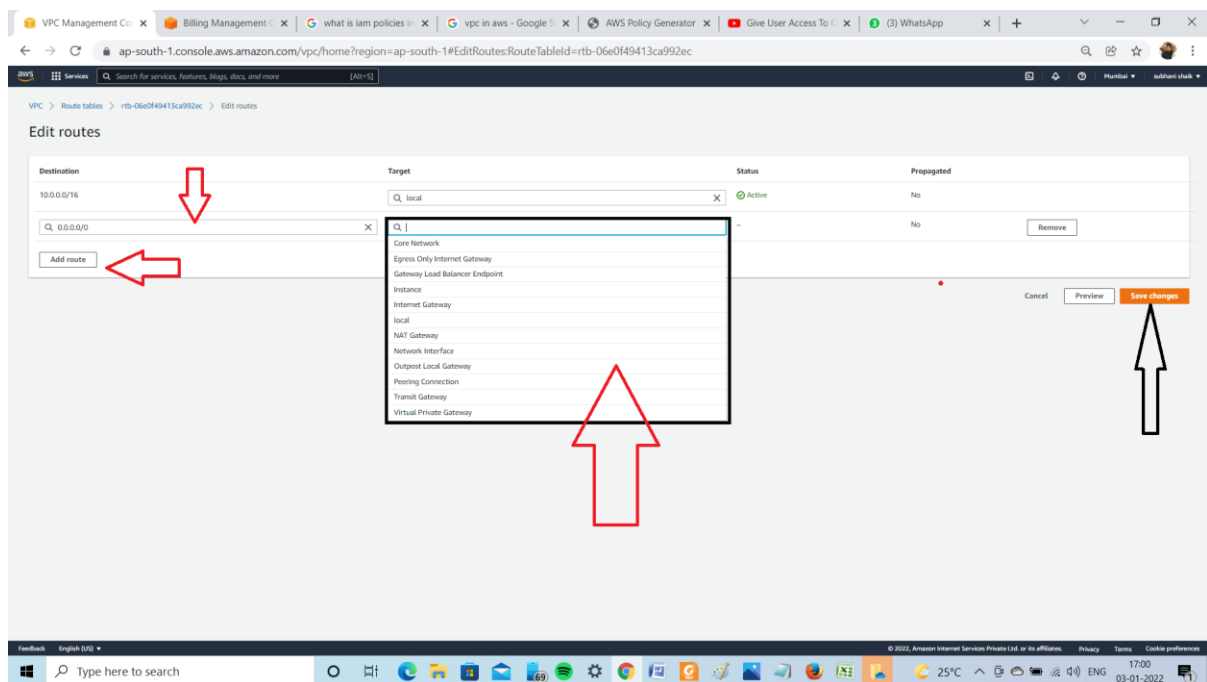 VPC Management Co
Billing Management C
what is iam policies in
vpc in aws - Google S
AWS Policy Generator
Give User Access To C
(3) WhatsApp
ap-south-1.console.aws.amazon.com/vpc/home?region=ap-south-1#EditRoutes:RouteTableId=rtb-06e0f49413ca992ec
aws Services Search for services, features, blogs, docs, and more [Alt+S] Mumbai subhani shaik
VPC > Route tables > rtb-06e0f49413ca992ec > Edit routes
Edit routes
Destination Target Status Propagated
10.0.0.0/16 local Active No
0.0.0.0/0 – No Remove
Core Network
Add route
Egress Only Internet Gateway
Gateway Load Balancer Endpoint
Instance
Cancel Preview Save changes
Internet Gateway
local
NAT Gateway
Network Interface
Outpost Local Gateway
Peering Connection
Transit Gateway
Virtual Private Gateway
Feedback English (US) © 2022, Amazon Internet Services Private Ltd. or its affiliates. Privacy Terms Cookie preferences
Type here to search 69 25°C ENG 17:00
03-01-2022 1